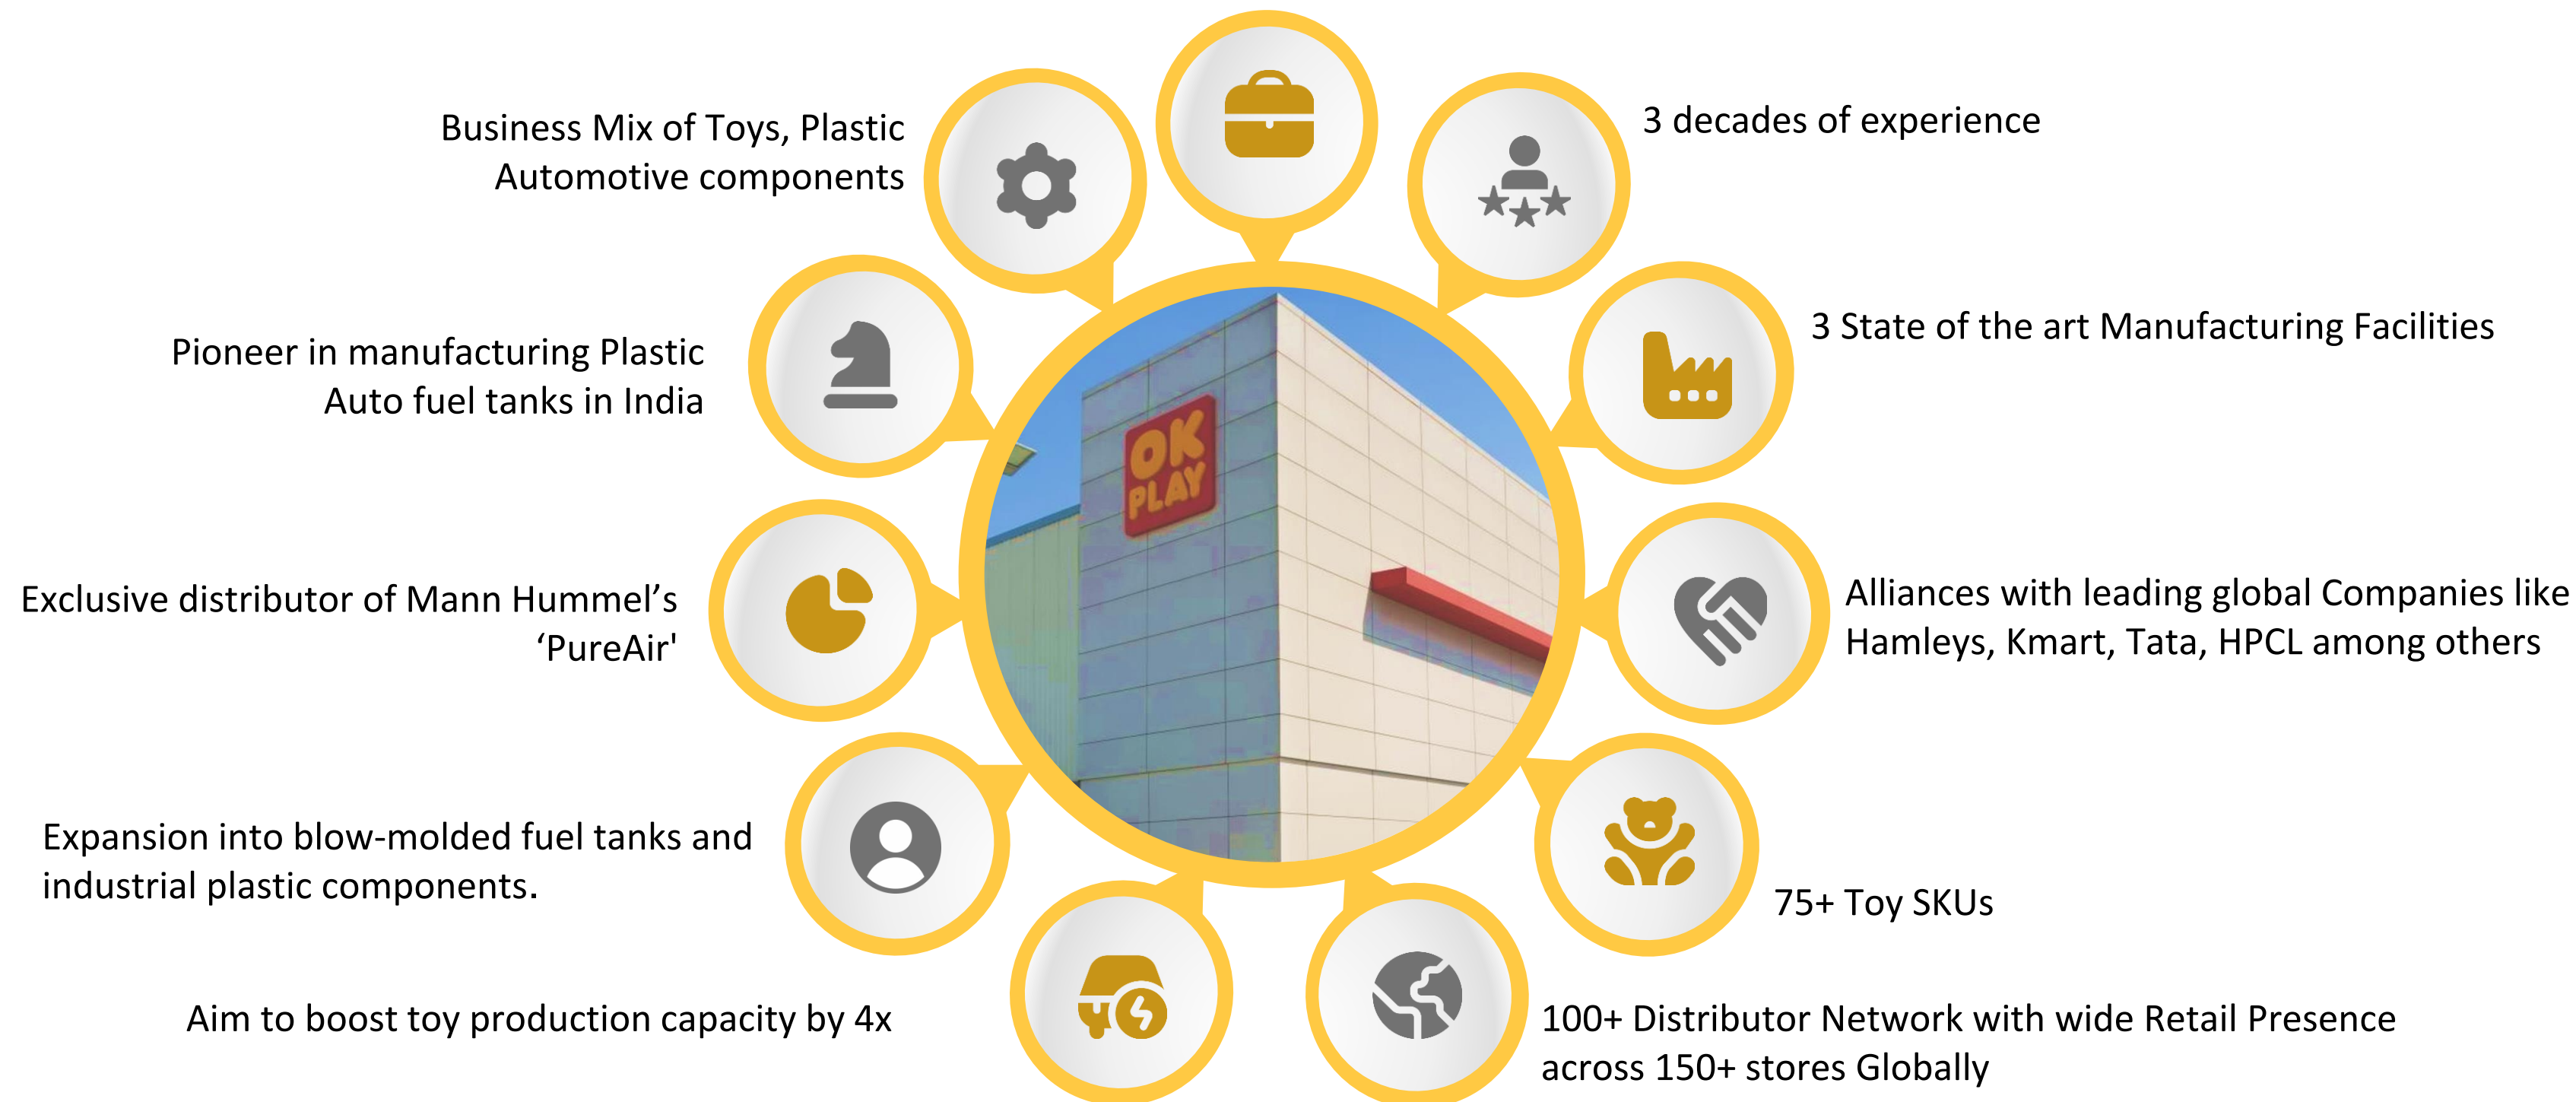 Business Mix of Toys, Plastic
Automotive components
3 decades of experience
Pioneer in manufacturing Plastic
Auto fuel tanks in India
3 State of the art Manufacturing Facilities
OK
PLAY
Exclusive distributor of Mann Hummel’s
‘PureAir'
Alliances with leading global Companies like
Hamleys, Kmart, Tata, HPCL among others
Expansion into blow-molded fuel tanks and
industrial plastic components.
75+ Toy SKUs
Aim to boost toy production capacity by 4x
100+ Distributor Network with wide Retail Presence
across 150+ stores Globally